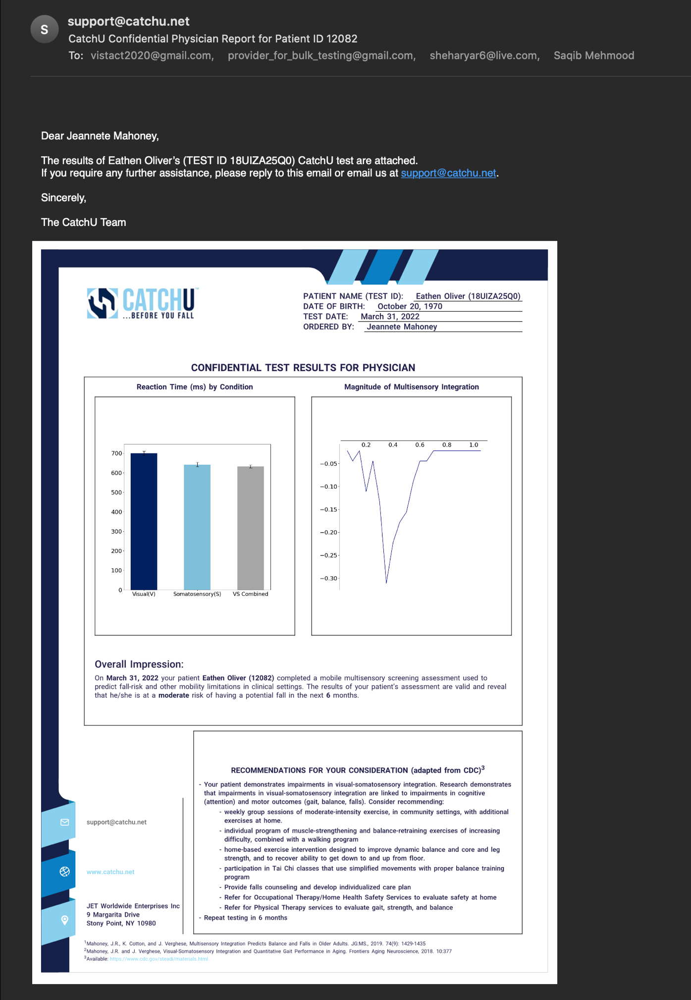 S
support@catchu.net
CatchU Confidential Physician Report for Patient ID 12082
To: vistact2020@gmail.com, provider_for_bulk_testing@gmail.com, sheharyar6@live.com, Saqib Mehmood
Dear Jeannete Mahoney,
The results of Eathen Oliver’s (TEST ID 18UIZA25Q0) CatchU test are attached.
If you require any further assistance, please reply to this email or email us at support@catchu.net.
Sincerely,
The CatchU Team
CATCHU™
...BEFORE YOU FALL
PATIENT NAME (TEST ID): Eathen Oliver (18UIZA25Q0)
DATE OF BIRTH: October 20, 1970
TEST DATE: March 31, 2022
ORDERED BY: Jeannete Mahoney
CONFIDENTIAL TEST RESULTS FOR PHYSICIAN
Reaction Time (ms) by Condition
700
600
500
400
300
200
100
0
Visual(V) Somatosensory(S) VS Combined
Magnitude of Multisensory Integration
0.2 0.4 0.6 0.8 1.0
−0.05
−0.10
−0.15
−0.20
−0.25
−0.30
Overall Impression:
On March 31, 2022 your patient Eathen Oliver (12082) completed a mobile multisensory screening assessment used to
predict fall-risk and other mobility limitations in clinical settings. The results of your patient’s assessment are valid and reveal
that he/she is at a moderate risk of having a potential fall in the next 6 months.
RECOMMENDATIONS FOR YOUR CONSIDERATION (adapted from CDC)³
- Your patient demonstrates impairments in visual-somatosensory integration. Research demonstrates
that impairments in visual-somatosensory integration are linked to impairments in cognitive
(attention) and motor outcomes (gait, balance, falls). Consider recommending:
- weekly group sessions of moderate-intensity exercise, in community settings, with additional
exercises at home.
- individual program of muscle-strengthening and balance-retraining exercises of increasing
difficulty, combined with a walking program
- home-based exercise intervention designed to improve dynamic balance and core and leg
strength, and to recover ability to get down to and up from floor.
- participation in Tai Chi classes that use simplified movements with proper balance training
program
- Provide falls counseling and develop individualized care plan
- Refer for Occupational Therapy/Home Health Safety Services to evaluate safety at home
- Refer for Physical Therapy services to evaluate gait, strength, and balance
- Repeat testing in 6 months
support@catchu.net
www.catchu.net
JET Worldwide Enterprises Inc
9 Margarita Drive
Stony Point, NY 10980
¹Mahoney, J.R., K. Cotton, and J. Verghese, Multisensory Integration Predicts Balance and Falls in Older Adults. JG:MS., 2019. 74(9): 1429-1435
²Mahoney, J.R. and J. Verghese, Visual-Somatosensory Integration and Quantitative Gait Performance in Aging. Frontiers Aging Neuroscience, 2018. 10:377
³Available: https://www.cdc.gov/steadi/materials.html